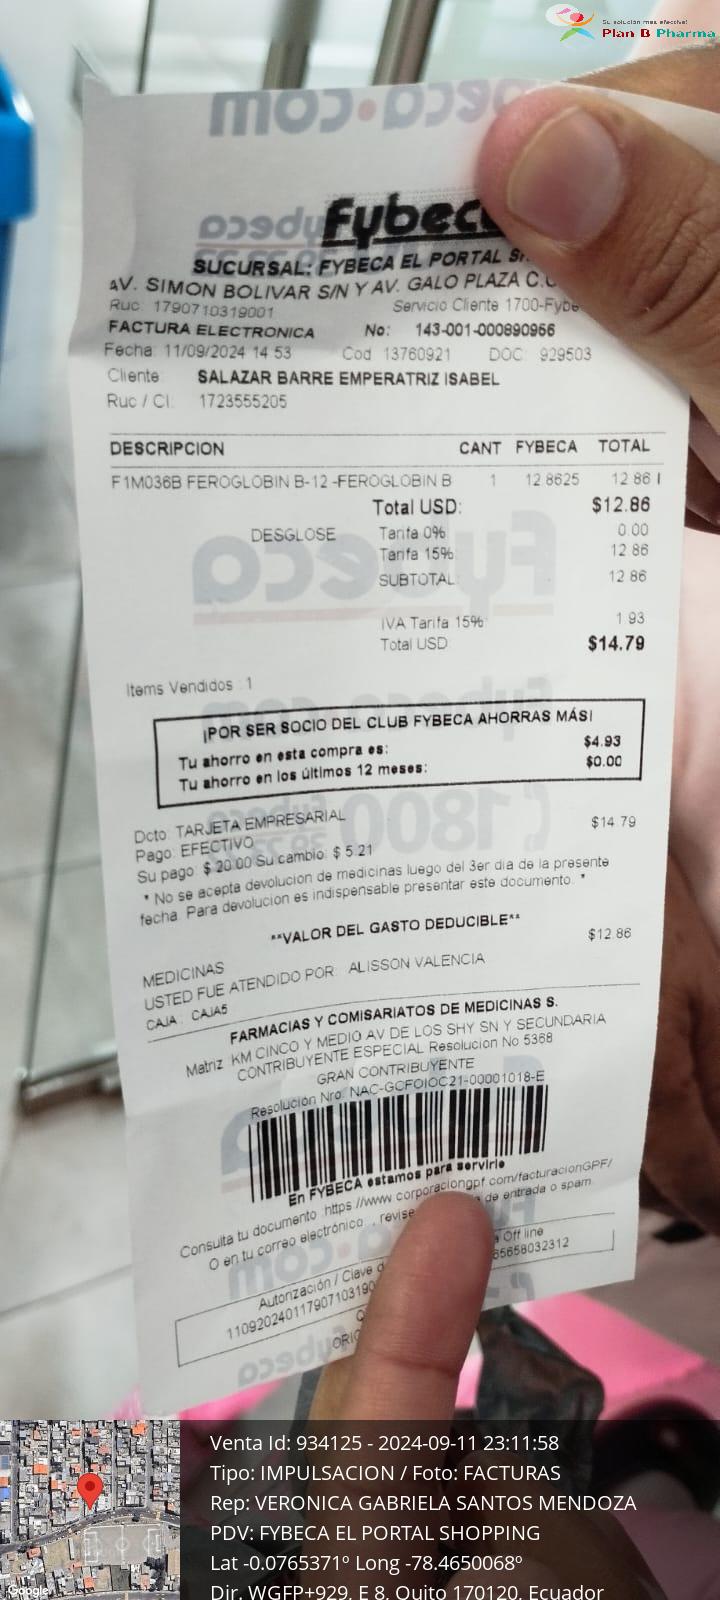 Su solución más efectiva!
Plan B Pharma
fybeca.com
Fybeca
SUCURSAL: FYBECA EL PORTAL
AV. SIMON BOLIVAR S/N Y AV. GALO PLAZA C.C
Ruc: 1790710319001 Servicio Cliente 1700-Fybe
FACTURA ELECTRONICA No: 143-001-000890966
Fecha: 11/09/2024 14 53 Cod 13760921 DOC: 929503
Cliente: SALAZAR BARRE EMPERATRIZ ISABEL
Ruc / CI: 1723555205
DESCRIPCION CANT FYBECA TOTAL
F1M036B FEROGLOBIN B-12 -FEROGLOBIN B 1 12.8625 12.86 I
Total USD: $12.86
DESGLOSE Tarifa 0% 0.00
Tarifa 15% 12.86
SUBTOTAL: 12.86
IVA Tarifa 15% 1.93
Total USD $14.79
Items Vendidos : 1
¡POR SER SOCIO DEL CLUB FYBECA AHORRAS MÁS!
Tu ahorro en esta compra es: $4.93
Tu ahorro en los últimos 12 meses: $0.00
Dcto: TARJETA EMPRESARIAL
Pago: EFECTIVO $14.79
Su pago: $ 20.00 Su cambio: $ 5.21
* No se acepta devolucion de medicinas luego del 3er dia de la presente
fecha. Para devolucion es indispensable presentar este documento. *
**VALOR DEL GASTO DEDUCIBLE**
MEDICINAS $12.86
USTED FUE ATENDIDO POR: ALISSON VALENCIA
CAJA : CAJA5
FARMACIAS Y COMISARIATOS DE MEDICINAS S.
Matriz: KM CINCO Y MEDIO AV DE LOS SHY SN Y SECUNDARIA
CONTRIBUYENTE ESPECIAL Resolucion No 5368
GRAN CONTRIBUYENTE
Resolución Nro: NAC-GCFOIOC21-00001018-E
En FYBECA estamos para servirle
Consulta tu documento https://www.corporaciongpf.com/facturacionGPF/
O en tu correo electrónico , revise de entrada o spam.
Autorización / Clave d Off line
1109202401179071031900 65658032312
Venta Id: 934125 - 2024-09-11 23:11:58
Tipo: IMPULSACION / Foto: FACTURAS
Rep: VERONICA GABRIELA SANTOS MENDOZA
PDV: FYBECA EL PORTAL SHOPPING
Lat -0.0765371º Long -78.4650068º
Dir. WGFP+929, E 8, Quito 170120, Ecuador
Google